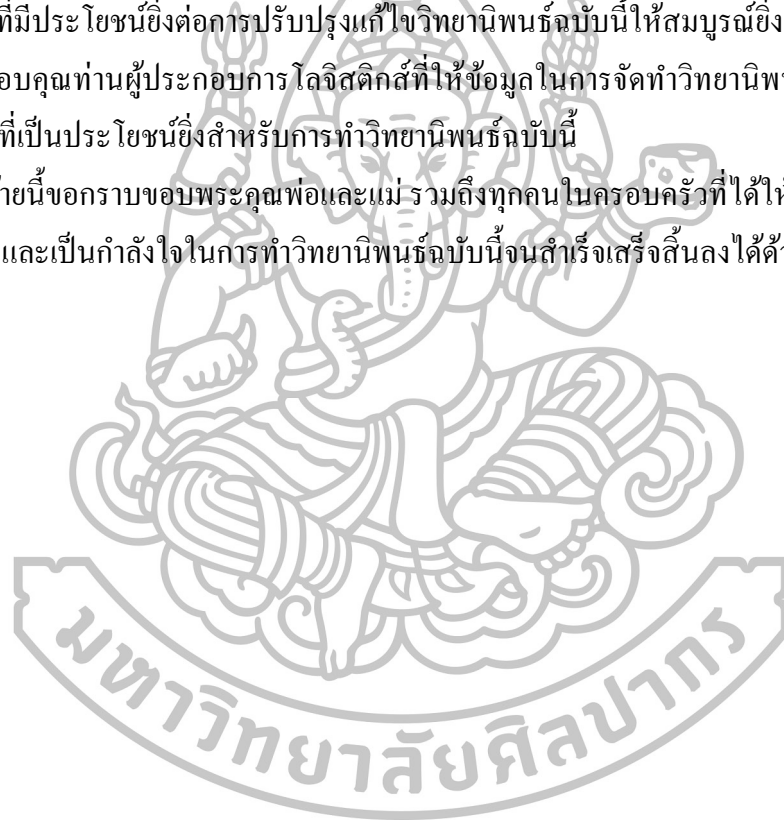 ที่มีประโยชน์ยิ่งต่อการปรับปรุงแก้ไขวิทยานิพนธ์ฉบับนี้ให้สมบูรณ์ยิ่ง
อบคุณท่านผู้ประกอบการโลจิสติกส์ที่ให้ข้อมูลในการจัดทำวิทยานิพ
ที่เป็นประโยชน์ยิ่งสำหรับการทำวิทยานิพนธ์ฉบับนี้
ายนี้ขอกราบขอบพระคุณพ่อและแม่ รวมถึงทุกคนในครอบครัวที่ได้ให้
และเป็นกำลังใจในการทำวิทยานิพนธ์ฉบับนี้จนสำเร็จเสร็จสิ้นลงได้ด้
มหาวิทยาลัยศิลปากร